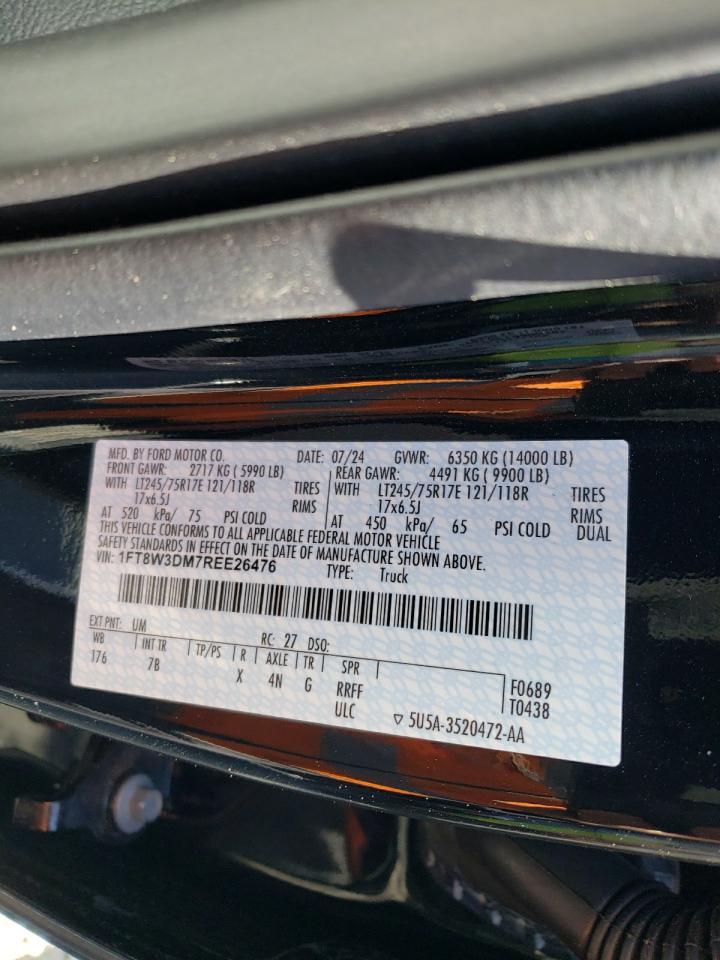 MFD. BY FORD MOTOR CO. DATE: 07/24 GVWR: 6350 KG (14000 LB)
FRONT GAWR: 2717 KG ( 5990 LB) REAR GAWR: 4491 KG ( 9900 LB)
WITH LT245/75R17E 121/118R TIRES WITH LT245/75R17E 121/118R TIRES
17x6.5J RIMS 17x6.5J RIMS
AT 520 kPa/ 75 PSI COLD AT 450 kPa/ 65 PSI COLD DUAL
THIS VEHICLE CONFORMS TO ALL APPLICABLE FEDERAL MOTOR VEHICLE
SAFETY STANDARDS IN EFFECT ON THE DATE OF MANUFACTURE SHOWN ABOVE.
VIN: 1FT8W3DM7REE26476 TYPE: Truck
EXT PNT: UM RC: 27 DSO:
WB INT TR TP/PS R AXLE TR SPR
176 7B X 4N G RRFF F0689
ULC T0438
5U5A-3520472-AA